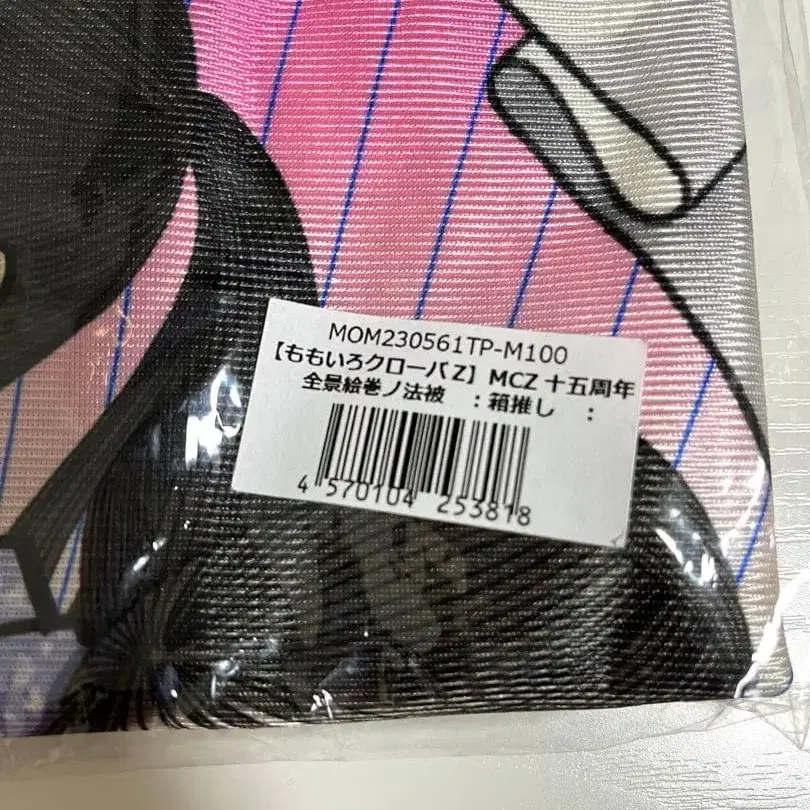 MOM230561TP-M100
【ももいろクローバZ】MCZ 十五周年
全景絵巻ノ法被　：箱推し　：
4 570104 253818